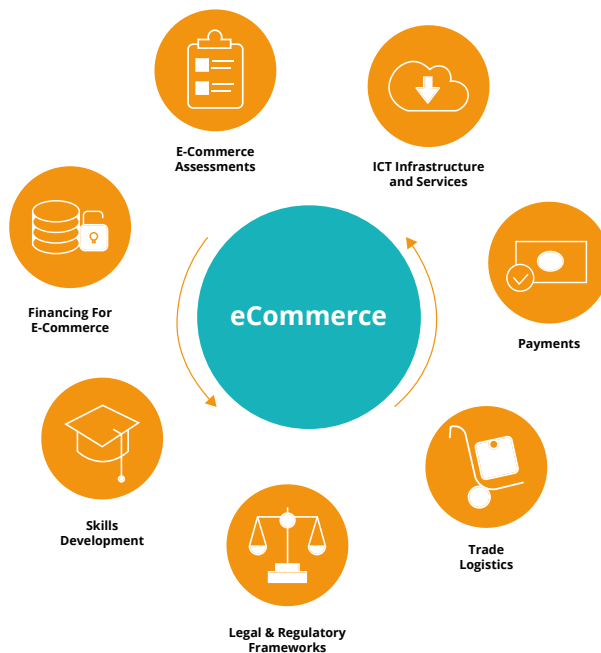 E-Commerce
Assessments
ICT Infrastructure
and Services
Financing For
E-Commerce
eCommerce
Payments
Skills
Development
Trade
Logistics
Legal & Regulatory
Frameworks